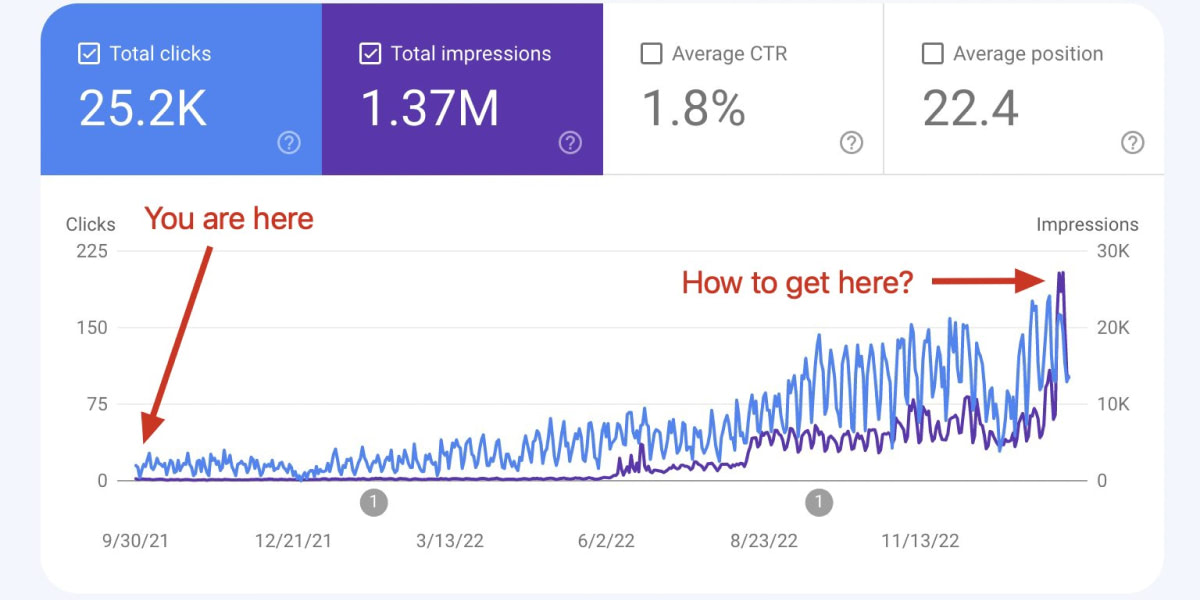 Total clicks
25.2K
Total impressions
1.37M
Average CTR
1.8%
Average position
22.4
Clicks
You are here
Impressions
225
30K
How to get here?
150
20K
75
10K
0
0
1
1
9/30/21
12/21/21
3/13/22
6/2/22
8/23/22
11/13/22